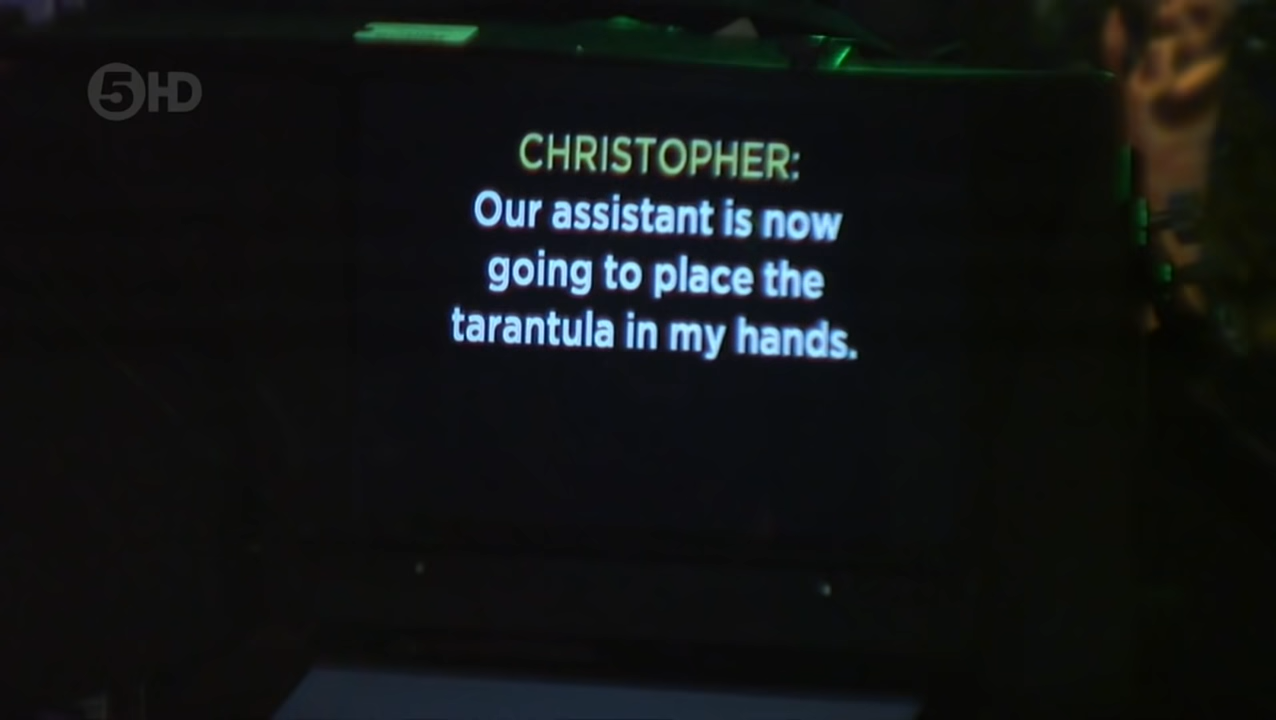 5HD
CHRISTOPHER:
Our assistant is now
going to place the
tarantula in my hands.